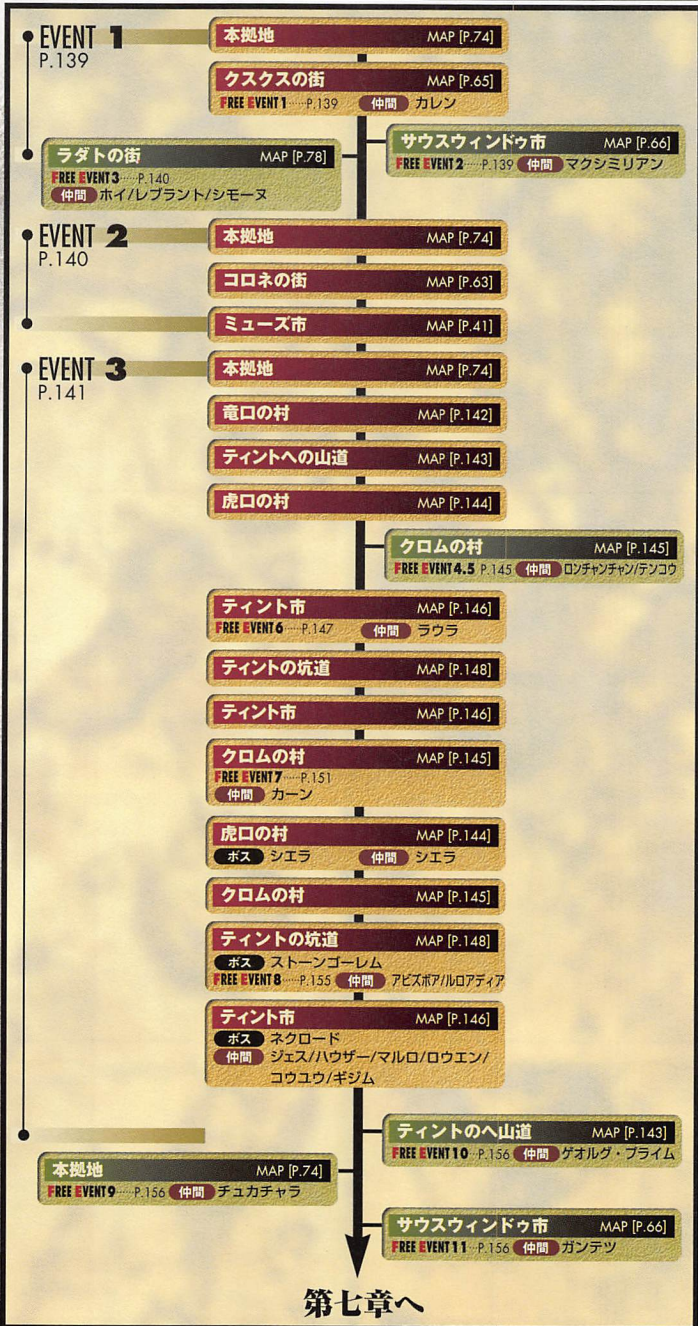 EVENT 1
P.139
本拠地 MAP [P.74]
クスクスの街 MAP [P.65]
FREE EVENT 1……P.139 仲間 カレン
ラダトの街 MAP [P.78]
FREE EVENT 3……P.140
仲間 ホイ/レブラント/シモーヌ
サウスウィンドゥ市 MAP [P.66]
FREE EVENT 2…P.139 仲間 マクシミリアン
EVENT 2
P.140
本拠地 MAP [P.74]
コロネの街 MAP [P.63]
ミューズ市 MAP [P.41]
EVENT 3
P.141
本拠地 MAP [P.74]
竜口の村 MAP [P.142]
ティントへの山道 MAP [P.143]
虎口の村 MAP [P.144]
クロムの村 MAP [P.145]
FREE EVENT 4.5 P.145 仲間 ロンチャンチャン/テンコウ
ティント市 MAP [P.146]
FREE EVENT 6……P.147 仲間 ラウラ
ティントの坑道 MAP [P.148]
ティント市 MAP [P.146]
クロムの村 MAP [P.145]
FREE EVENT 7……P.151
仲間 カーン
虎口の村 MAP [P.144]
ボス シエラ 仲間 シエラ
クロムの村 MAP [P.145]
ティントの坑道 MAP [P.148]
ボス ストーンゴーレム
FREE EVENT 8……P.155 仲間 アビズボア/ルロアディア
ティント市 MAP [P.146]
ボス ネクロード
仲間 ジェス/ハウザー/マルロ/ロウエン/
コウユウ/ギジム
ティントのへ山道 MAP [P.143]
FREE EVENT 10…P.156 仲間 ゲオルグ・プライム
本拠地 MAP [P.74]
FREE EVENT 9……P.156 仲間 チュカチャラ
サウスウィンドゥ市 MAP [P.66]
FREE EVENT 11…P.156 仲間 ガンテツ
第七章へ